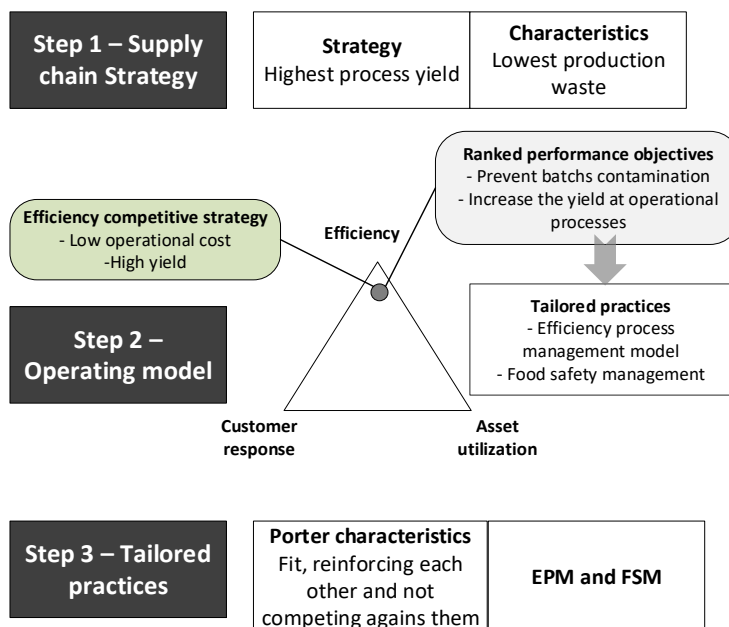 Step 1 – Supply
chain Strategy
Strategy
Highest process yield
Characteristics
Lowest production
waste
Ranked performance objectives
- Prevent batchs contamination
- Increase the yield at operational
processes
Efficiency competitive strategy
- Low operational cost
-High yield
Efficiency
Step 2 –
Operating model
Tailored practices
- Efficiency process
management model
- Food safety management
Customer
response
Asset
utilization
Step 3 – Tailored
practices
Porter characteristics
Fit, reinforcing each
other and not
competing agains them
EPM and FSM